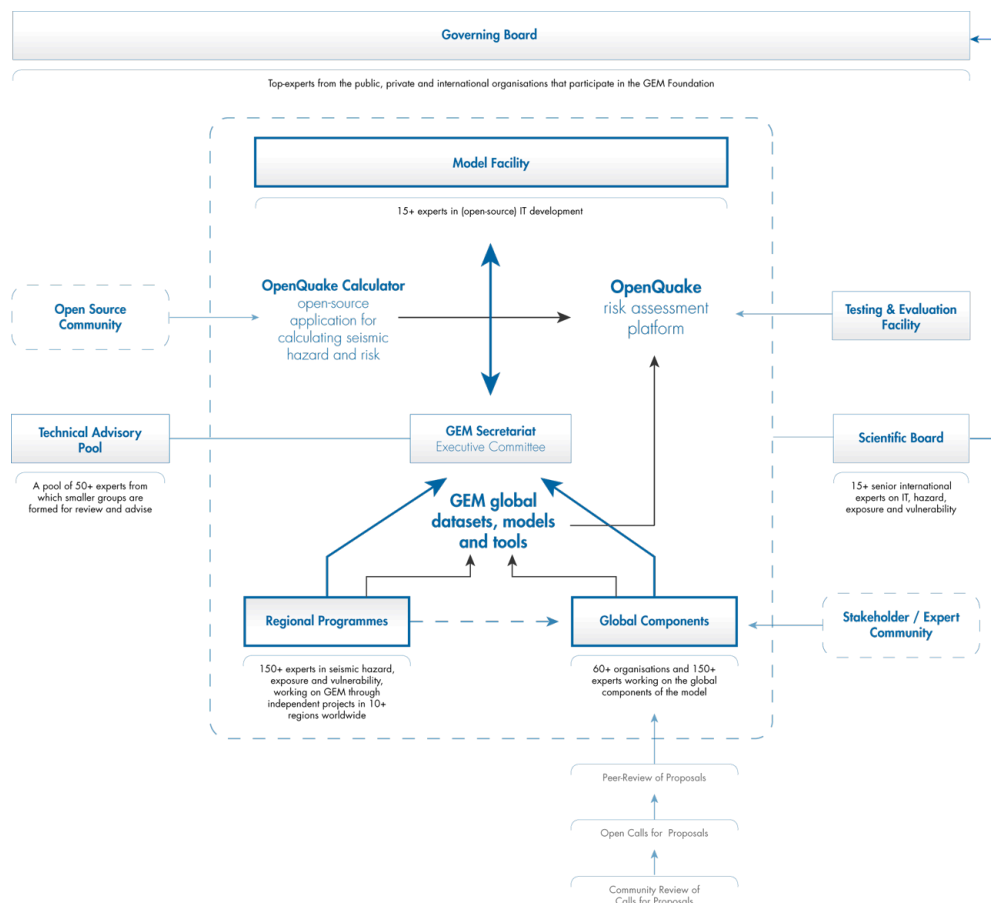 Governing Board
Top-experts from the public, private and international organisations that participate in the GEM Foundation
Model Facility
15+ experts in (open-source) IT development
OpenQuake Calculator
open-source
application for
calculating seismic
hazard and risk
OpenQuake
risk assessment
platform
Open Source
Community
Testing & Evaluation
Facility
Technical Advisory
Pool
GEM Secretariat
Executive Committee
Scientific Board
A pool of 50+ experts from
which smaller groups are
formed for review and advise
15+ senior international
experts on IT, hazard,
exposure and vulnerability
GEM global
datasets, models
and tools
Regional Programmes
Global Components
Stakeholder / Expert
Community
150+ experts in seismic hazard,
exposure and vulnerability,
working on GEM through
independent projects in 10+
regions worldwide
60+ organisations and 150+
experts working on the global
components of the model
Peer-Review of Proposals
Open Calls for Proposals
Community Review of
Calls for Proposals